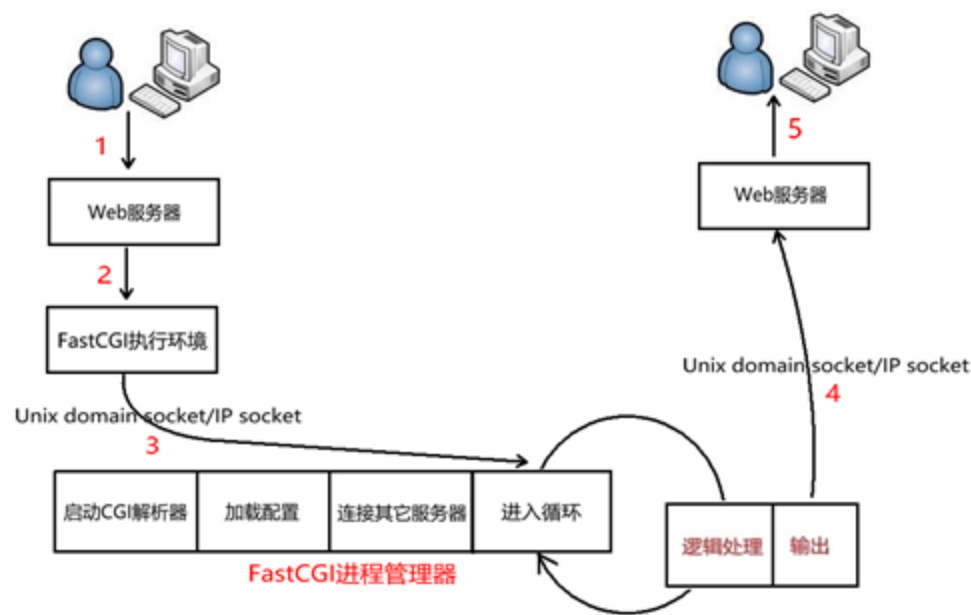 1
5
Web服务器
Web服务器
2
FastCGI执行环境
Unix domain socket/IP socket
4
Unix domain socket/IP socket
3
启动CGI解析器
加载配置
连接其它服务器
进入循环
逻辑处理
输出
FastCGI进程管理器